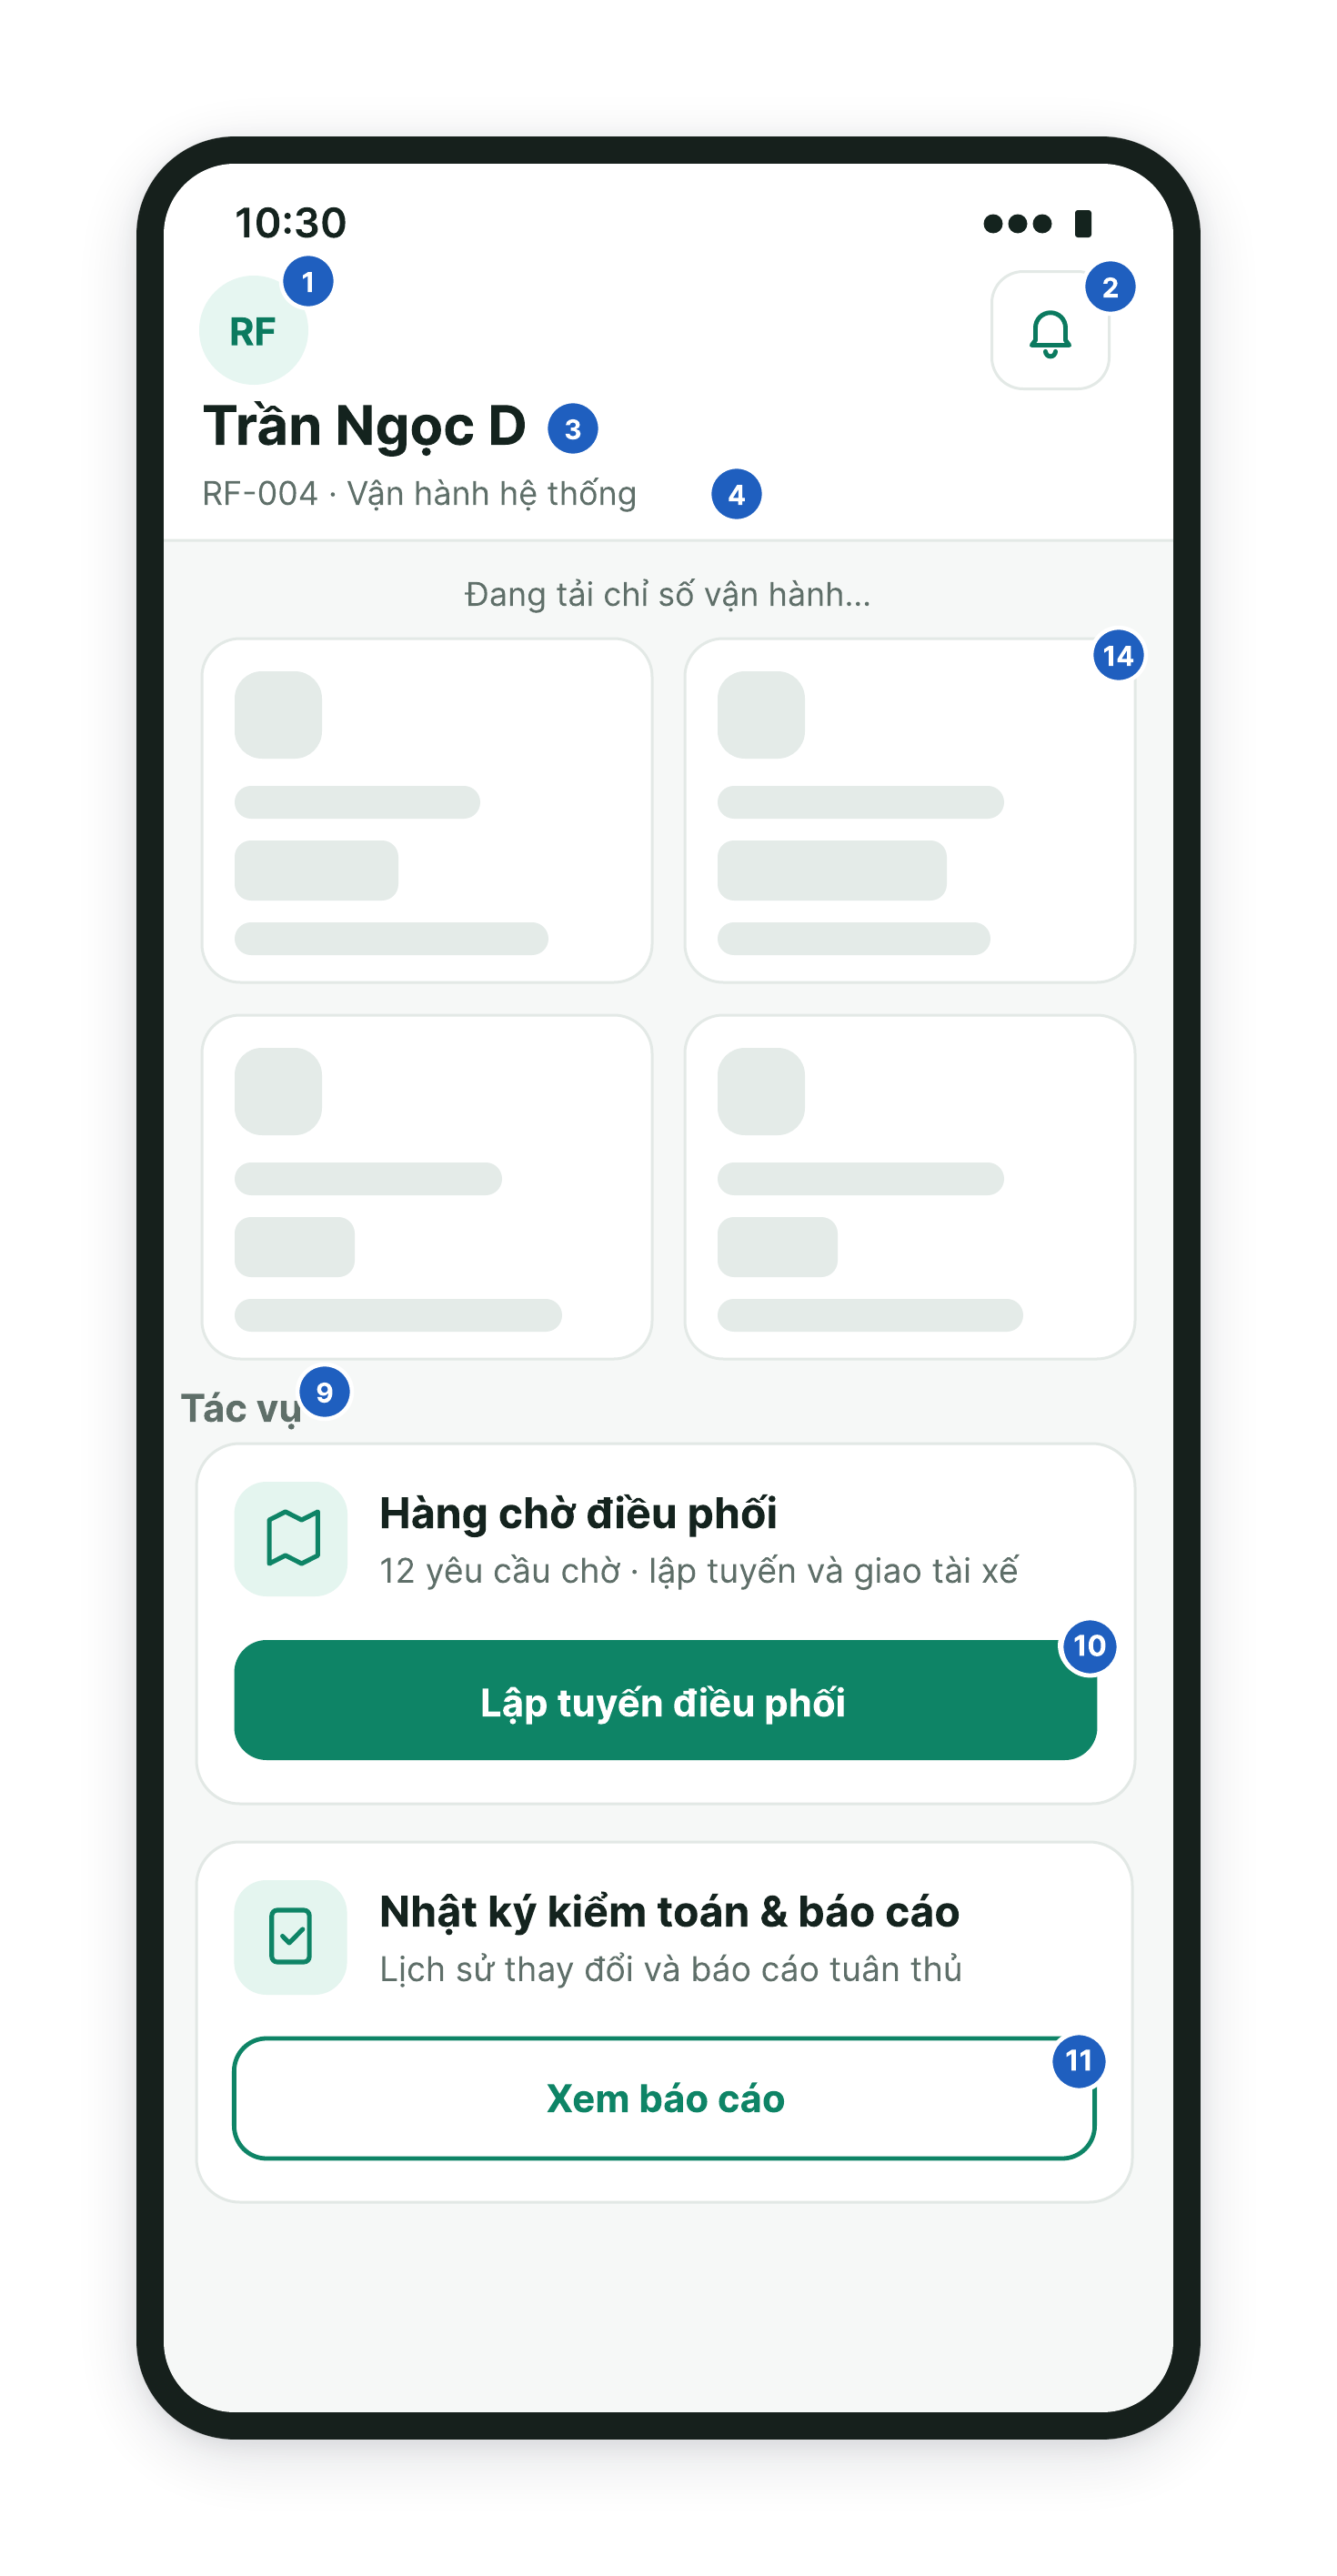 10:30
1
RF
2
Trần Ngọc D 3
RF-004 · Vận hành hệ thống 4
Đang tải chỉ số vận hành...
14
Tác vụ 9
Hàng chờ điều phối
12 yêu cầu chờ · lập tuyến và giao tài xế
10
Lập tuyến điều phối
Nhật ký kiểm toán & báo cáo
Lịch sử thay đổi và báo cáo tuân thủ
11
Xem báo cáo